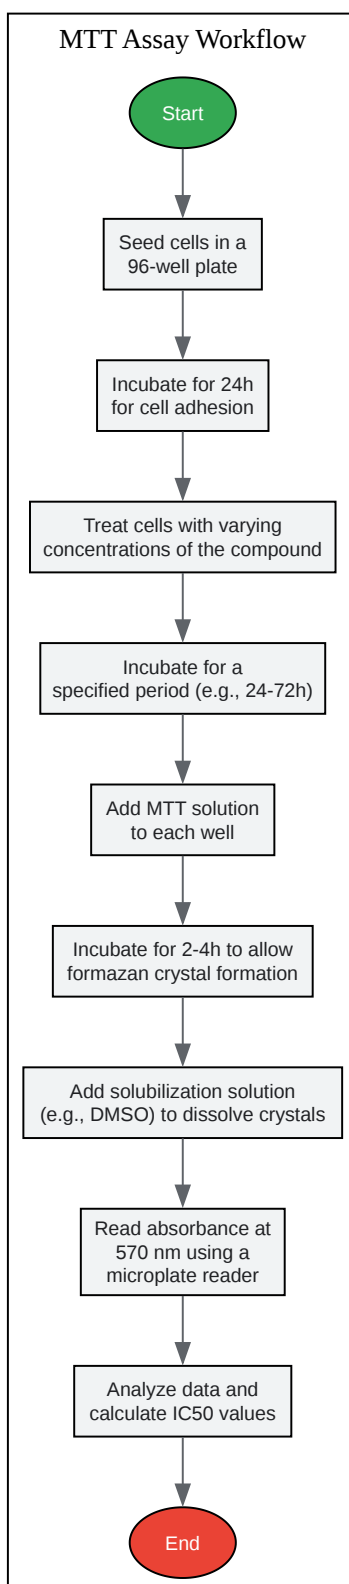 MTT Assay Workflow
Start
Seed cells in a
96-well plate
Incubate for 24h
for cell adhesion
Treat cells with varying
concentrations of the compound
Incubate for a
specified period (e.g., 24-72h)
Add MTT solution
to each well
Incubate for 2-4h to allow
formazan crystal formation
Add solubilization solution
(e.g., DMSO) to dissolve crystals
Read absorbance at
570 nm using a
microplate reader
Analyze data and
calculate IC50 values
End